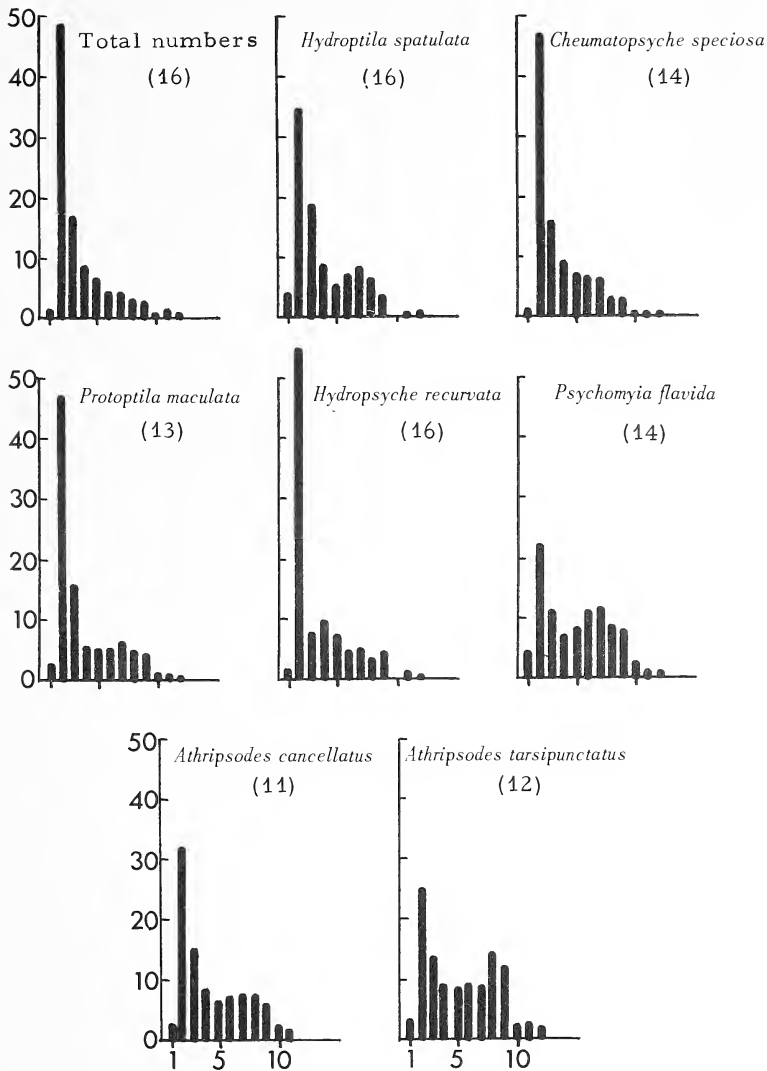 50 Total numbers Hydroptila spatulata Cheumatopsyche speciosa
40 (16) (16) (14)
30
20
10
0
50 Protoptila maculata Hydropsyche recurvata Psychomyia flavida
40 (13) (16) (14)
30
20
10
0
50 Athripsodes cancellatus Athripsodes tarsipunctatus
40 (11) (12)
30
20
10
0
1 5 10 1 5 10